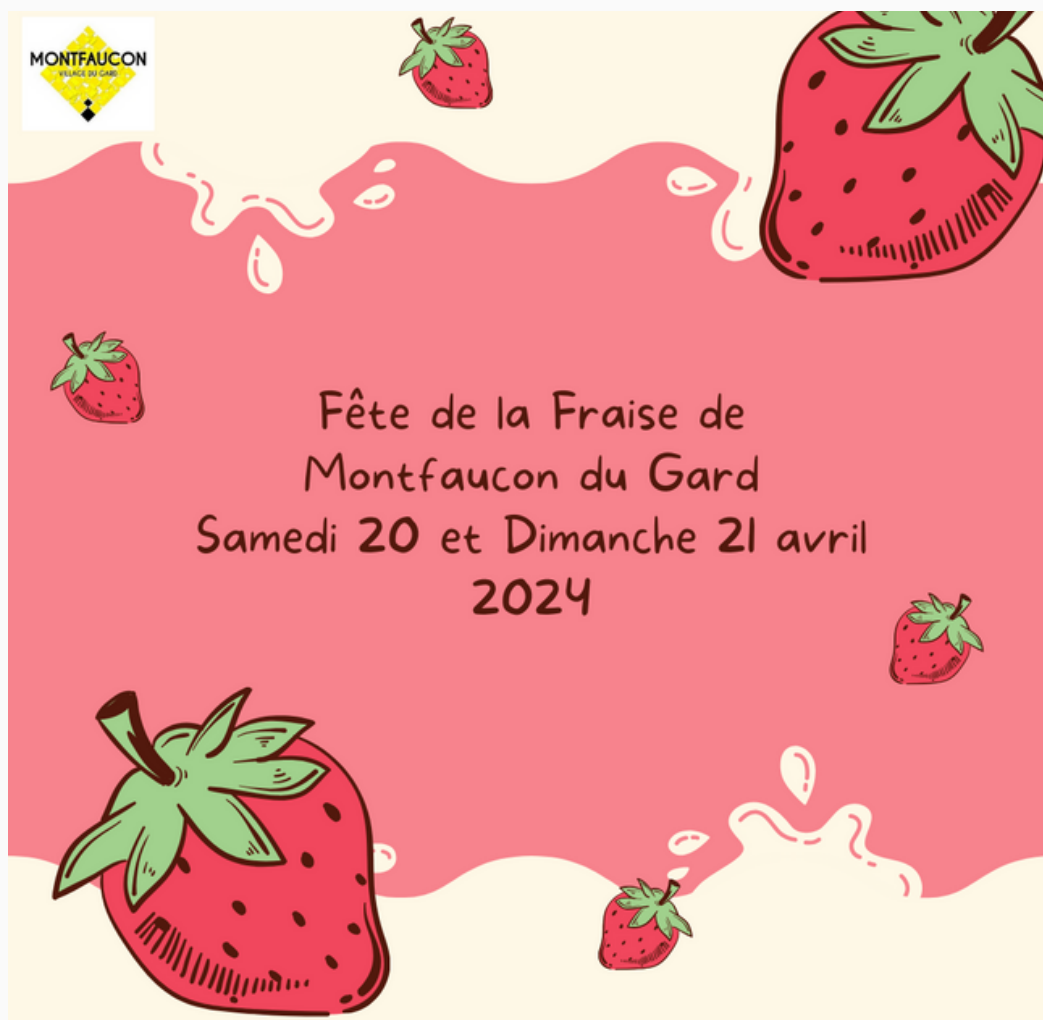 MONTFAUCON
VILLAGE DU GARD
Fête de la Fraise de
Montfaucon du Gard
Samedi 20 et Dimanche 21 avril
2024